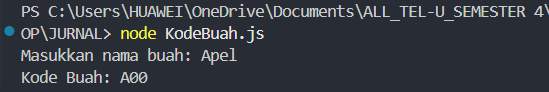 PS C:\Users\HUAWEI\OneDrive\Documents\ALL_TEL-U_SEMESTER 4\
OP\JURNAL> node KodeBuah.js
Masukkan nama buah: Apel
Kode Buah: A00